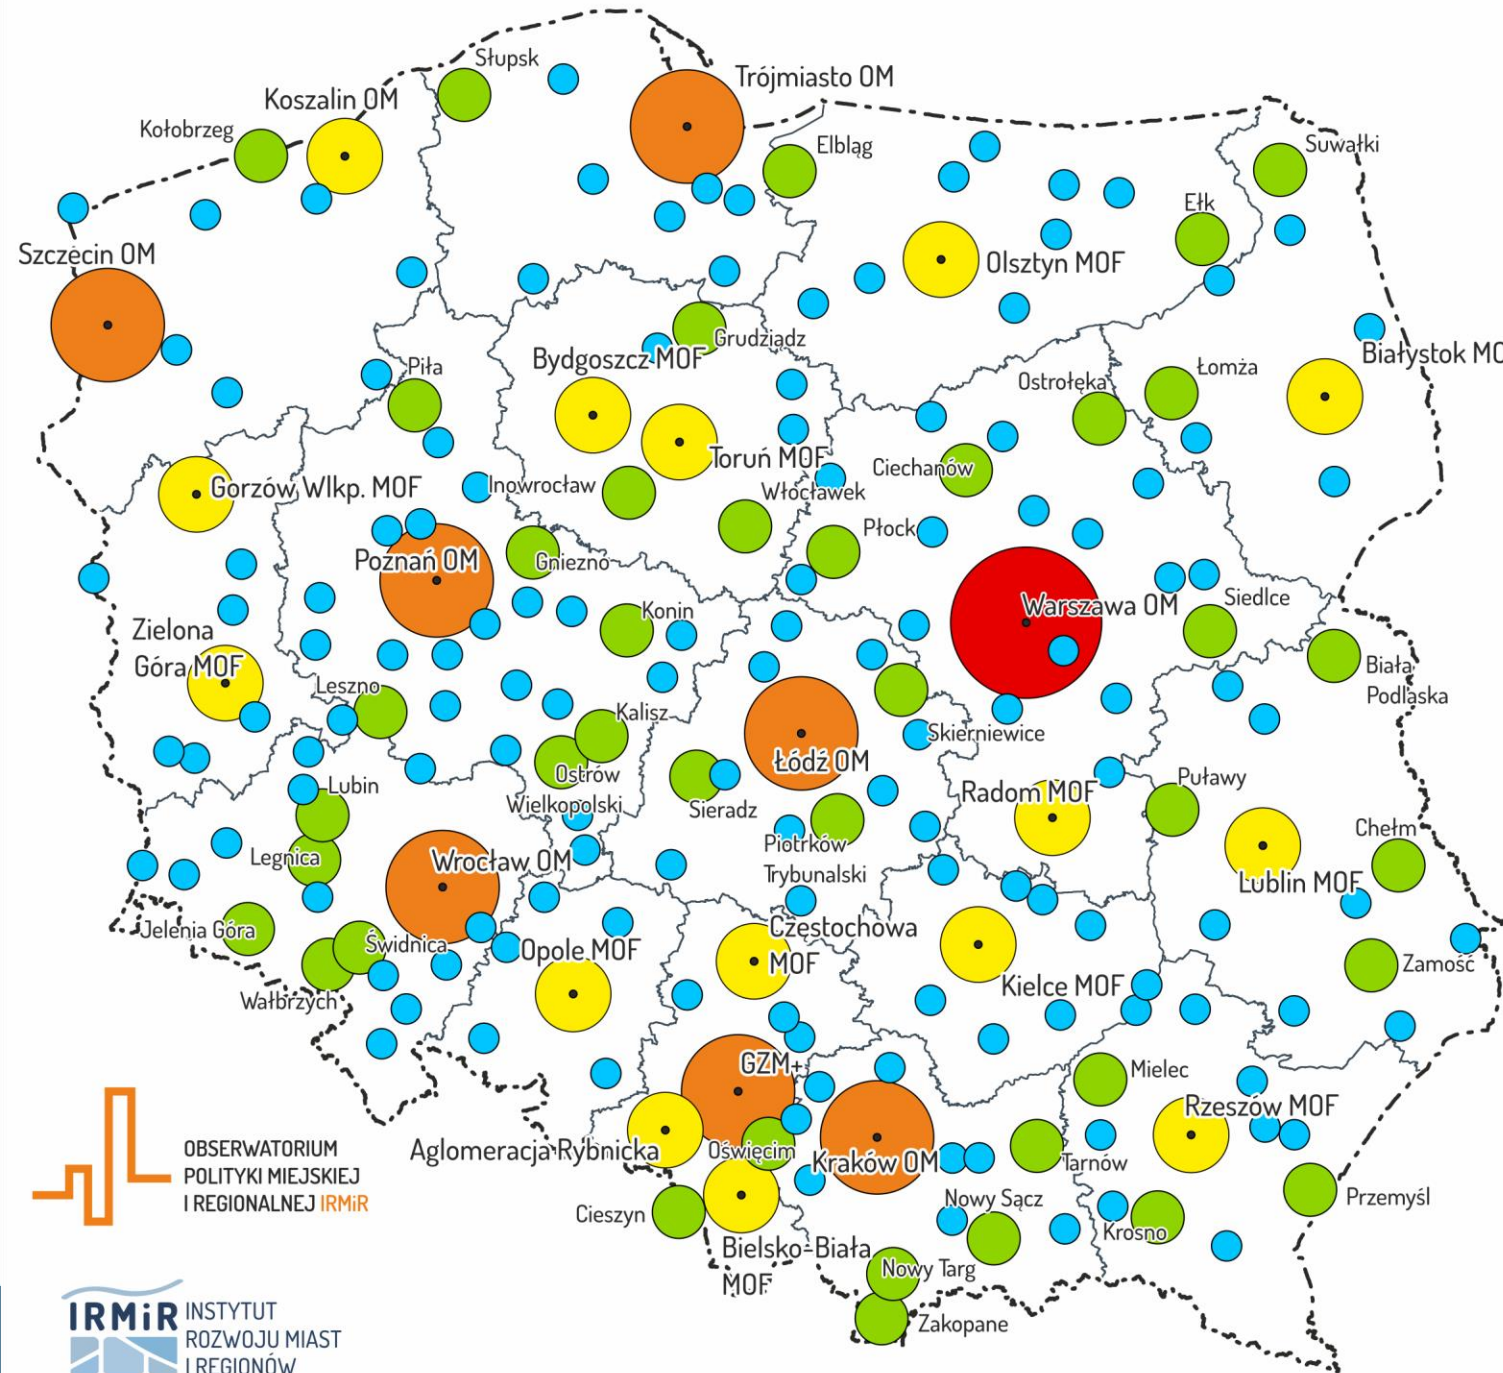 Słupsk
Trójmiasto OM
Koszalin OM
Kołobrzeg
Elbląg
Suwałki
Ełk
Szczecin OM
Olsztyn MOF
Grudziądz
Bydgoszcz MOF
Piła
Białystok MO
Łomża
Ostrołęka
Toruń MOF
Ciechanów
Gorzów Wlkp. MOF
Inowrocław
Włocławek
Płock
Gniezno
Poznań OM
Warszawa OM
Siedlce
Konin
Zielona
Góra MOF
Biała
Podlaska
Leszno
Kalisz
Skierniewice
Łódź OM
Ostrów
Wielkopolski
Sieradz
Lubin
Radom MOF
Puławy
Piotrków
Trybunalski
Chełm
Legnica
Wrocław OM
Lublin MOF
Jelenia Góra
Świdnica
Częstochowa
MOF
Opole MOF
Zamość
Wałbrzych
Kielce MOF
GZM+
Mielec
Rzeszów MOF
Aglomeracja Rybnicka
Oświęcim
Kraków OM
Tarnów
Przemyśl
Cieszyn
Nowy Sącz
Krosno
Bielsko-Biała
MOF
Nowy Targ
Zakopane
OBSERWATORIUM
POLITYKI MIEJSKIEJ
I REGIONALNEJ IRMiR
IRMiR INSTYTUT
ROZWOJU MIAST
I REGIONÓW